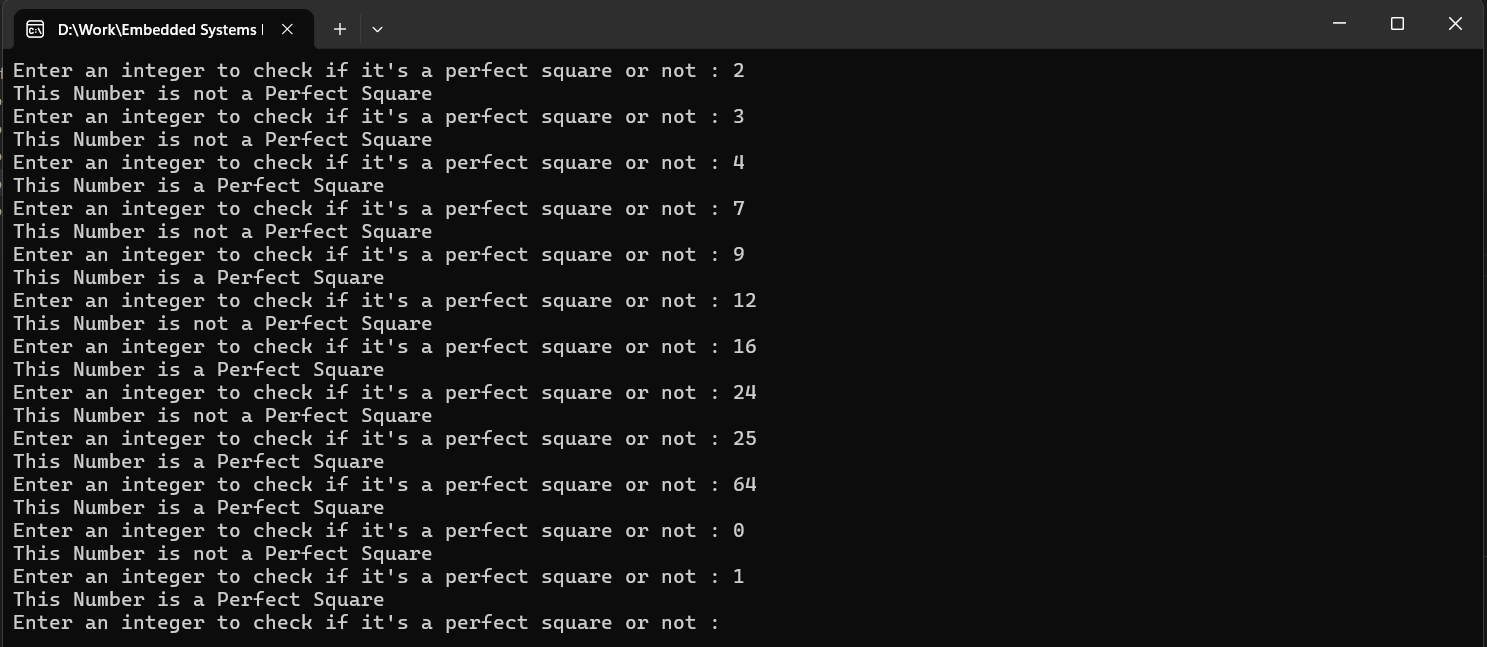 D:\Work\Embedded Systems
Enter an integer to check if it's a perfect square or not : 2
This Number is not a Perfect Square
Enter an integer to check if it's a perfect square or not : 3
This Number is not a Perfect Square
Enter an integer to check if it's a perfect square or not : 4
This Number is a Perfect Square
Enter an integer to check if it's a perfect square or not : 7
This Number is not a Perfect Square
Enter an integer to check if it's a perfect square or not : 9
This Number is a Perfect Square
Enter an integer to check if it's a perfect square or not : 12
This Number is not a Perfect Square
Enter an integer to check if it's a perfect square or not : 16
This Number is a Perfect Square
Enter an integer to check if it's a perfect square or not : 24
This Number is not a Perfect Square
Enter an integer to check if it's a perfect square or not : 25
This Number is a Perfect Square
Enter an integer to check if it's a perfect square or not : 64
This Number is a Perfect Square
Enter an integer to check if it's a perfect square or not : 0
This Number is not a Perfect Square
Enter an integer to check if it's a perfect square or not : 1
This Number is a Perfect Square
Enter an integer to check if it's a perfect square or not :